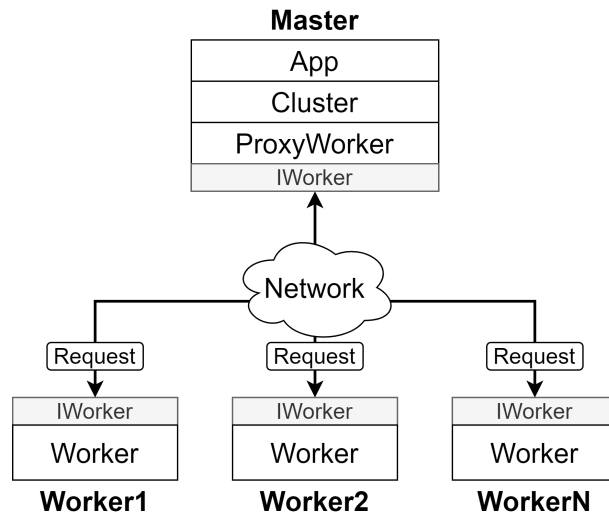 Master
App
Cluster
ProxyWorker
IWorker
Network
Request
Request
Request
IWorker
IWorker
IWorker
Worker
Worker
Worker
Worker1
Worker2
WorkerN